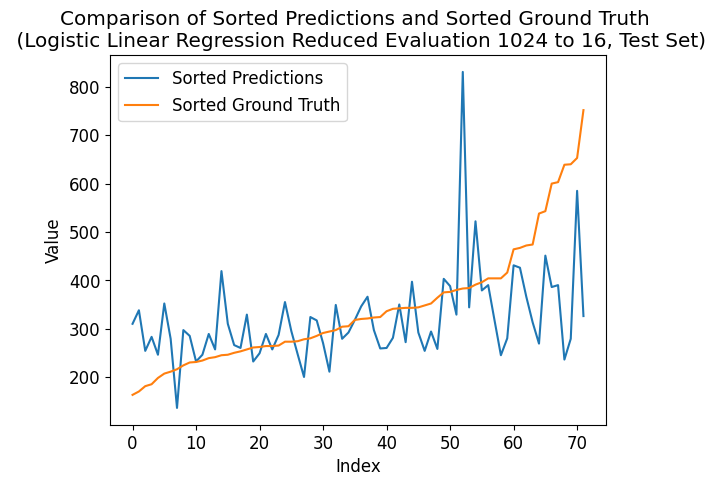 Comparison of Sorted Predictions and Sorted Ground Truth
(Logistic Linear Regression Reduced Evaluation 1024 to 16, Test Set)
Sorted Predictions
Sorted Ground Truth
800
700
600
500
400
300
200
Value
0 10 20 30 40 50 60 70
Index